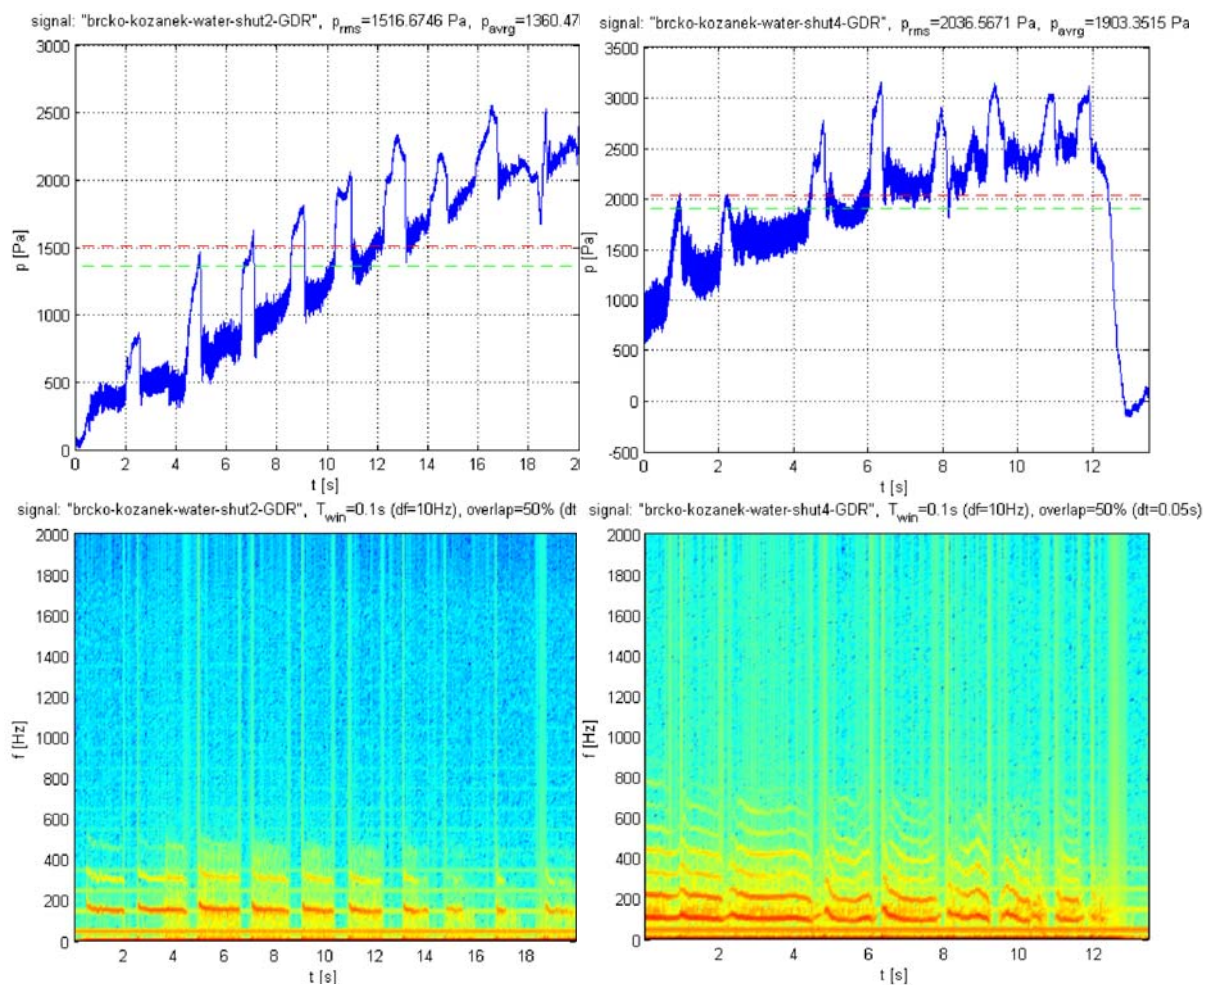 signal: "brcko-kozanek-water-shut2-GDR", p_rms=1516.6746 Pa, p_avrg=1360.47
signal: "brcko-kozanek-water-shut4-GDR", p_rms=2036.5671 Pa, p_avrg=1903.3515 Pa
3000
2500
2000
1500
1000
500
0
p [Pa]
0 2 4 6 8 10 12 14 16 18 20
t [s]
3500
3000
2500
2000
1500
1000
500
0
-500
p [Pa]
0 2 4 6 8 10 12
t [s]
signal: "brcko-kozanek-water-shut2-GDR", T_win=0.1s (df=10Hz), overlap=50% (dt
signal: "brcko-kozanek-water-shut4-GDR", T_win=0.1s (df=10Hz), overlap=50% (dt=0.05s)
2000
1800
1600
1400
1200
1000
800
600
400
200
0
f [Hz]
2 4 6 8 10 12 14 16 18
t [s]
2000
1800
1600
1400
1200
1000
800
600
400
200
0
f [Hz]
2 4 6 8 10 12
t [s]